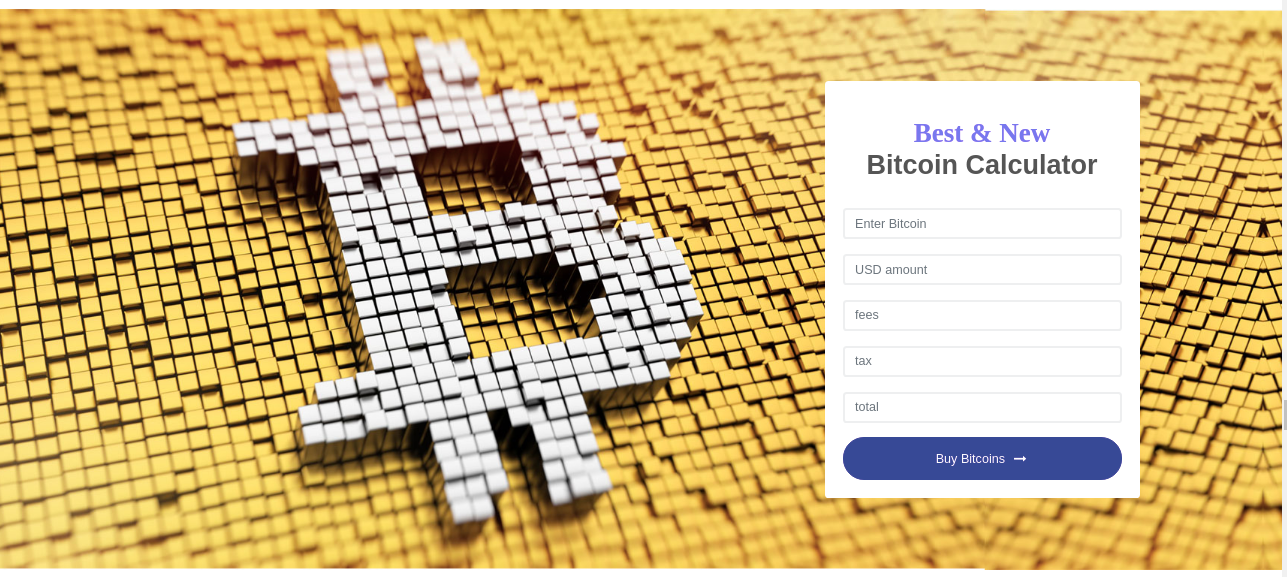 Best & New
Bitcoin Calculator
Enter Bitcoin
USD amount
fees
tax
total
Buy Bitcoins